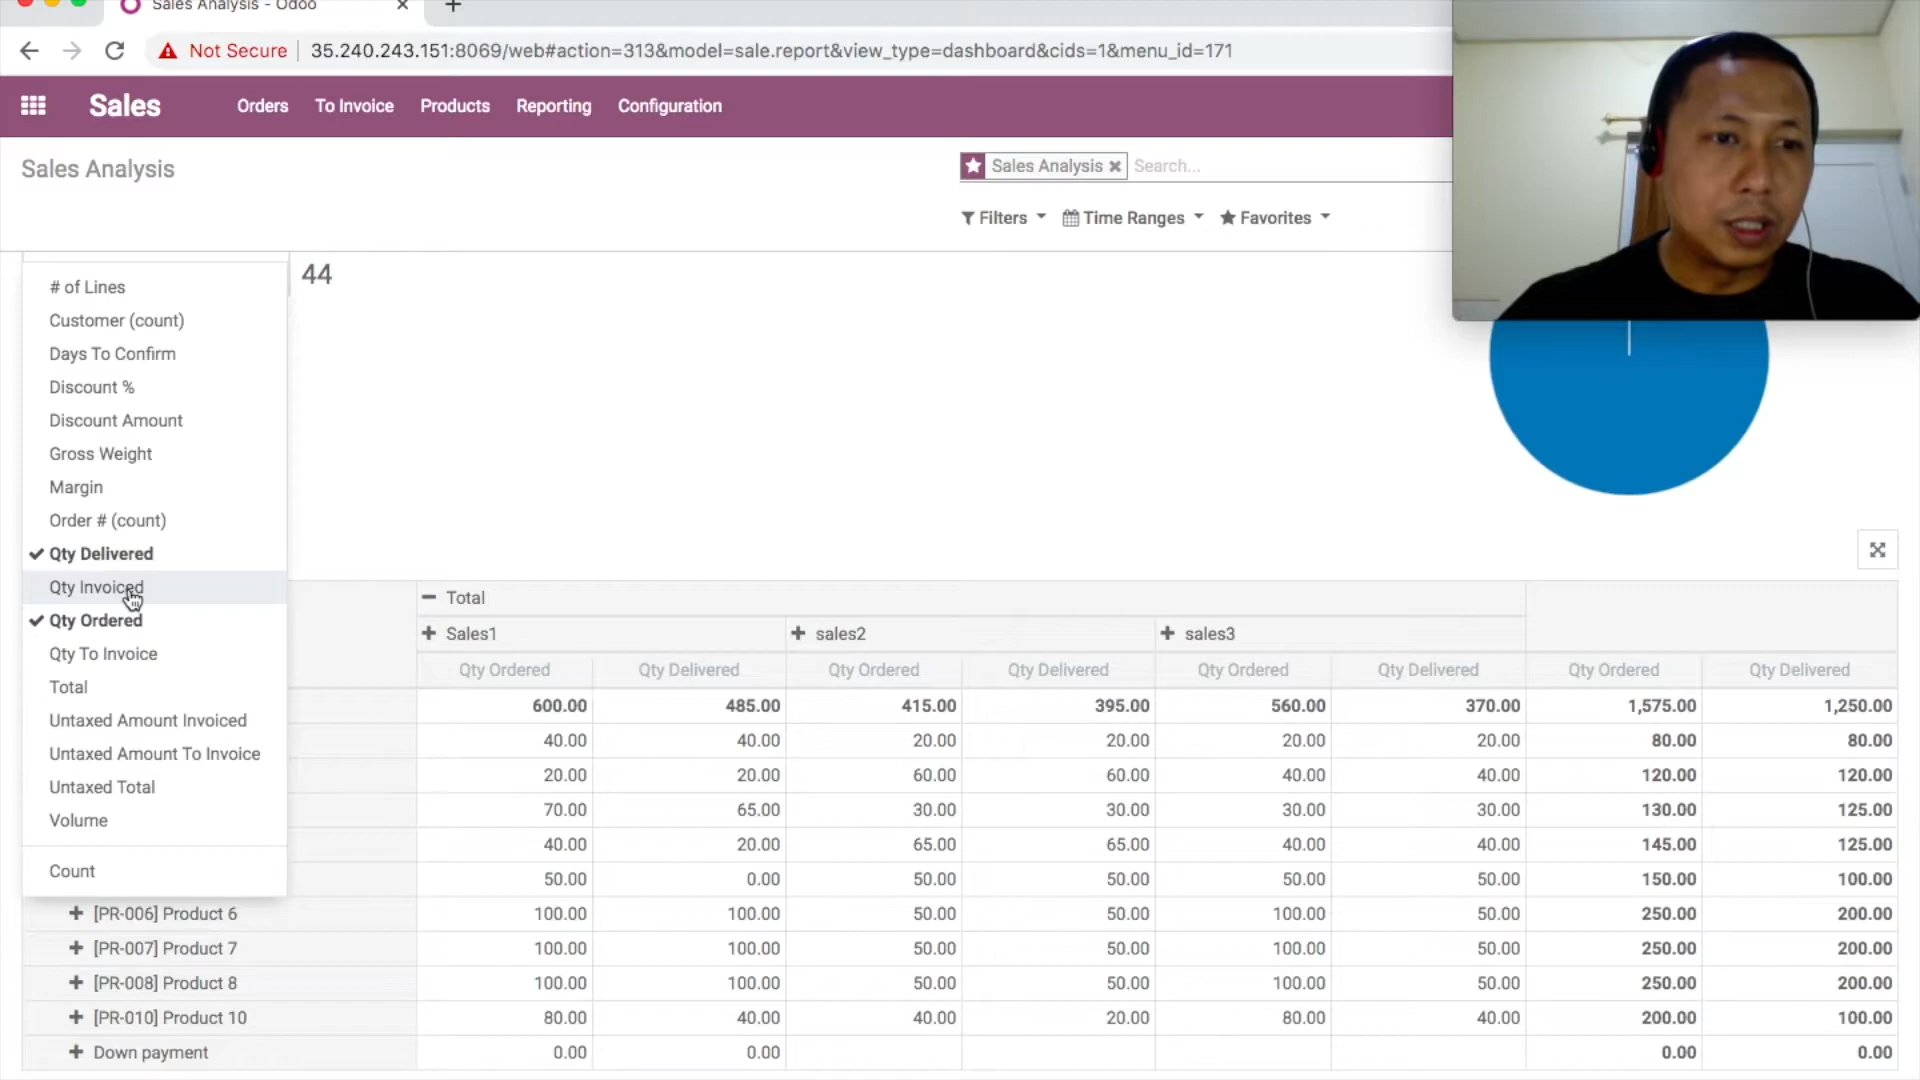 Sales Analysis - Odoo
Not Secure
35.240.243.151:8069/web#action=313&model=sale.report&view_type=dashboard&cids=1&menu_id=171
Sales Orders To Invoice Products Reporting Configuration
Sales Analysis
Sales Analysis Search...
Filters Time Ranges Favorites
44
# of Lines
Customer (count)
Days To Confirm
Discount %
Discount Amount
Gross Weight
Margin
Order # (count)
Qty Delivered
Qty Invoiced
Qty Ordered
Qty To Invoice
Total
Untaxed Amount Invoiced
Untaxed Amount To Invoice
Untaxed Total
Volume
Count
Total
Sales1 sales2 sales3
Qty Ordered Qty Delivered Qty Ordered Qty Delivered Qty Ordered Qty Delivered Qty Ordered Qty Delivered
600.00 485.00 415.00 395.00 560.00 370.00 1,575.00 1,250.00
40.00 40.00 20.00 20.00 20.00 20.00 80.00 80.00
20.00 20.00 60.00 60.00 40.00 40.00 120.00 120.00
70.00 65.00 30.00 30.00 30.00 30.00 130.00 125.00
40.00 20.00 65.00 65.00 40.00 40.00 145.00 125.00
50.00 0.00 50.00 50.00 50.00 50.00 150.00 100.00
[PR-006] Product 6 100.00 100.00 50.00 50.00 100.00 50.00 250.00 200.00
[PR-007] Product 7 100.00 100.00 50.00 50.00 100.00 50.00 250.00 200.00
[PR-008] Product 8 100.00 100.00 50.00 50.00 100.00 50.00 250.00 200.00
[PR-010] Product 10 80.00 40.00 40.00 20.00 80.00 40.00 200.00 100.00
Down payment 0.00 0.00 0.00 0.00